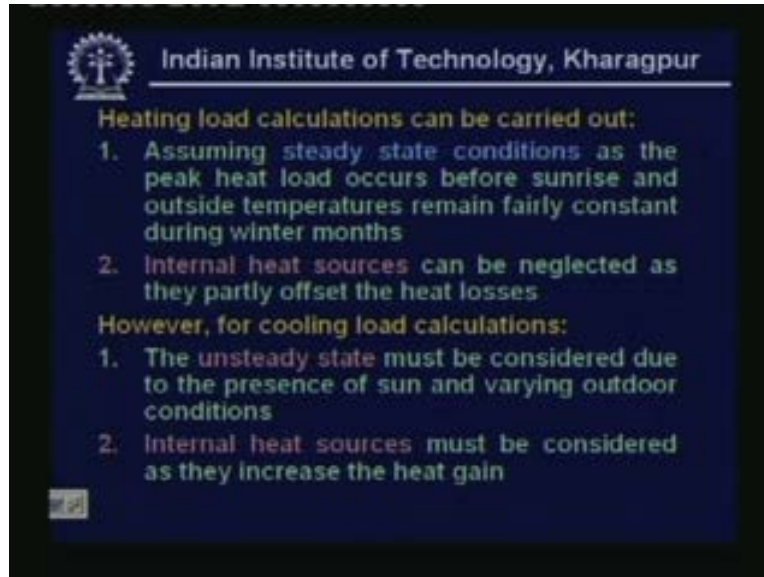 Indian Institute of Technology, Kharagpur
Heating load calculations can be carried out:
1. Assuming steady state conditions as the
peak heat load occurs before sunrise and
outside temperatures remain fairly constant
during winter months
2. Internal heat sources can be neglected as
they partly offset the heat losses
However, for cooling load calculations:
1. The unsteady state must be considered due
to the presence of sun and varying outdoor
conditions
2. Internal heat sources must be considered
as they increase the heat gain